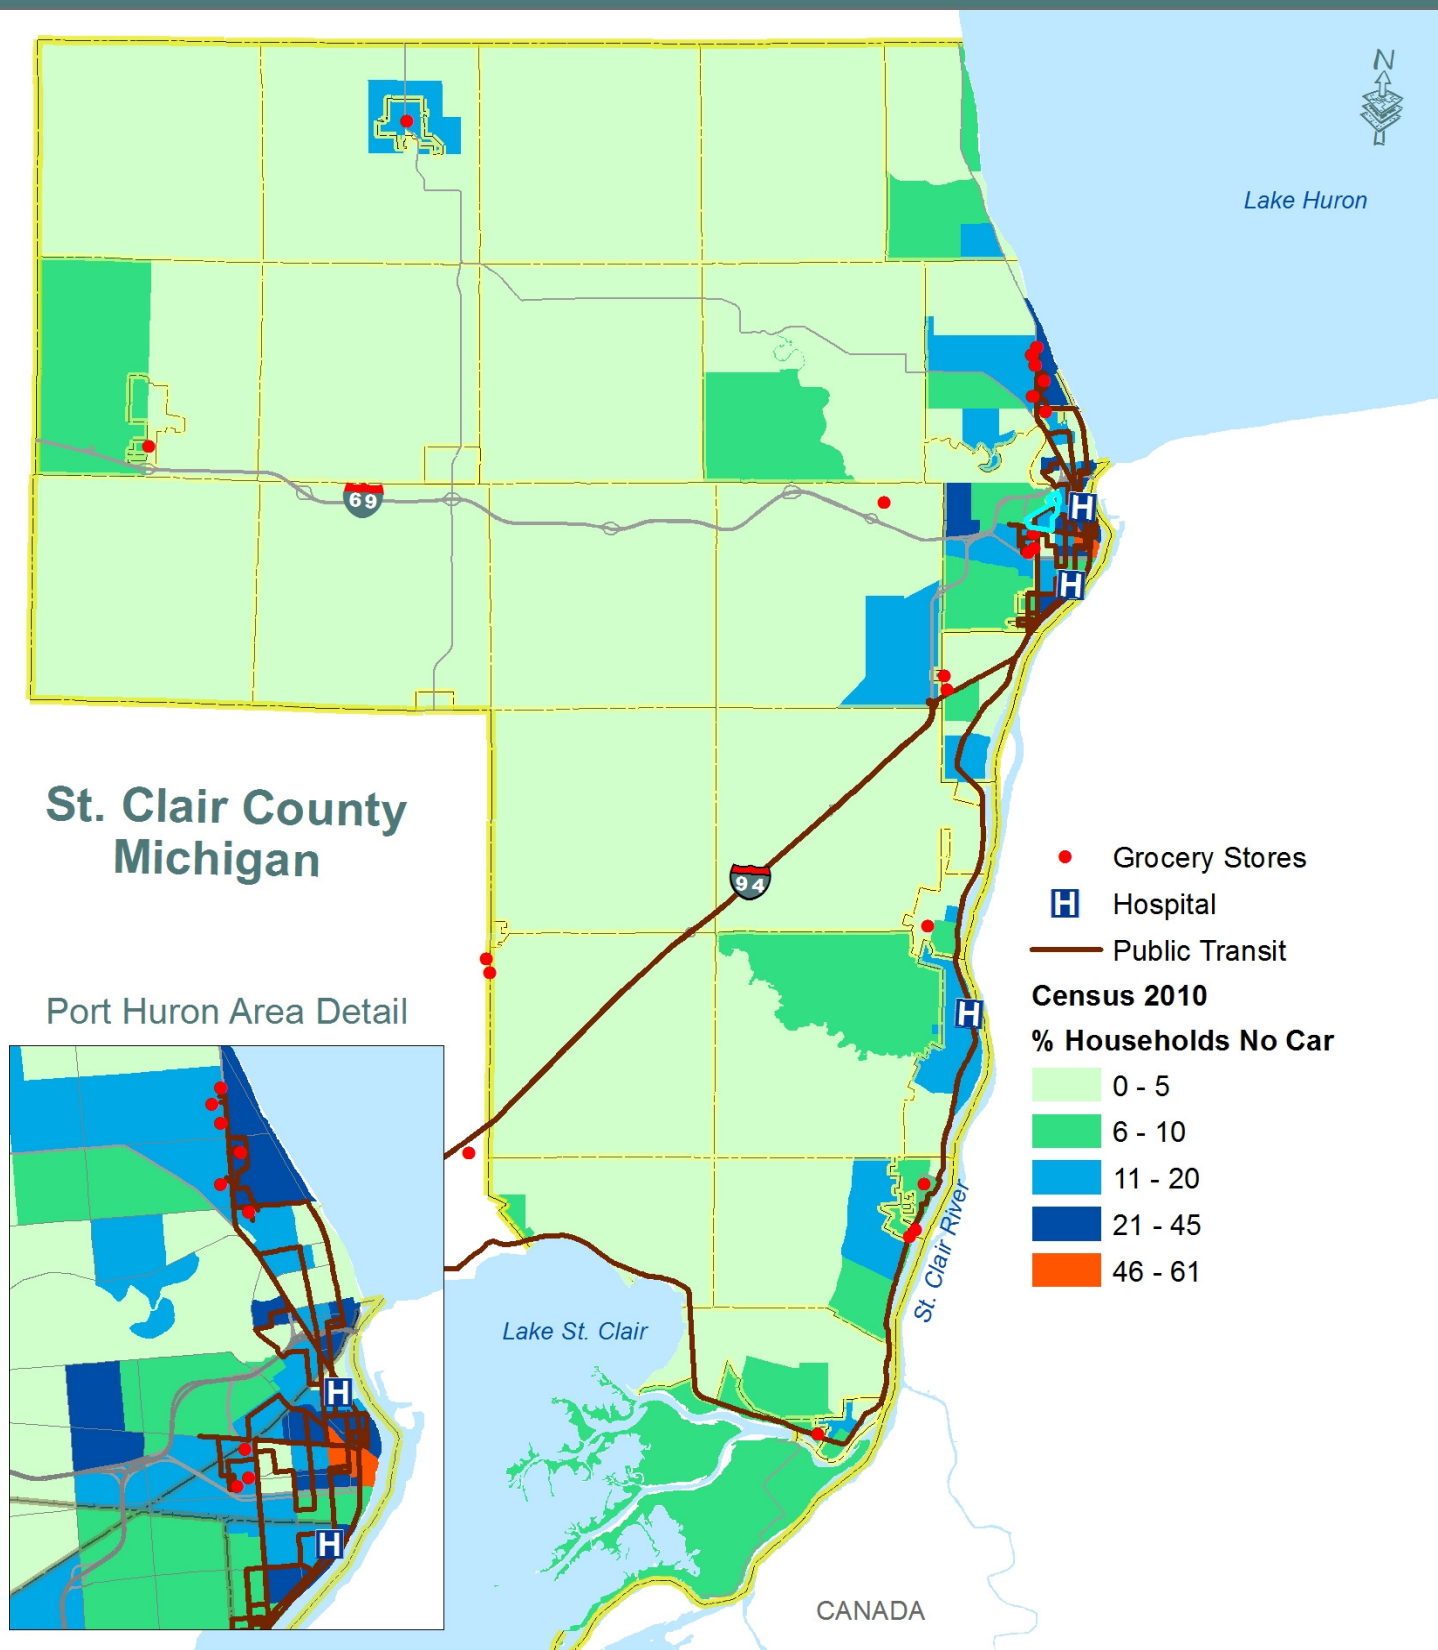 N
Lake Huron
69
H
H
St. Clair County
Michigan
94
Grocery Stores
H Hospital
Public Transit
Census 2010
% Households No Car
0 - 5
6 - 10
11 - 20
21 - 45
46 - 61
H
Port Huron Area Detail
St. Clair River
Lake St. Clair
H
H
CANADA